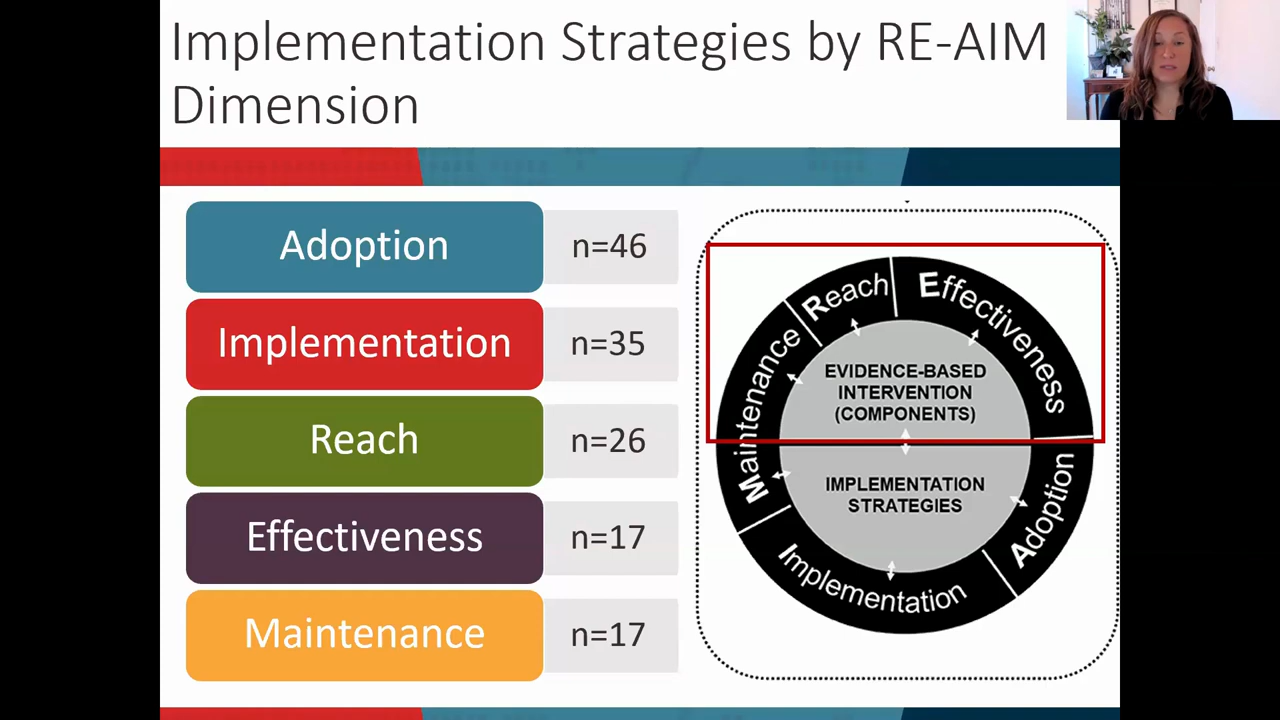 Implementation Strategies by RE-AIM
Dimension
Adoption
n=46
Implementation
n=35
Reach
n=26
Effectiveness
n=17
Maintenance
n=17
Reach
Effectiveness
Maintenance
EVIDENCE-BASED
INTERVENTION
(COMPONENTS)
IMPLEMENTATION
STRATEGIES
Adoption
Implementation